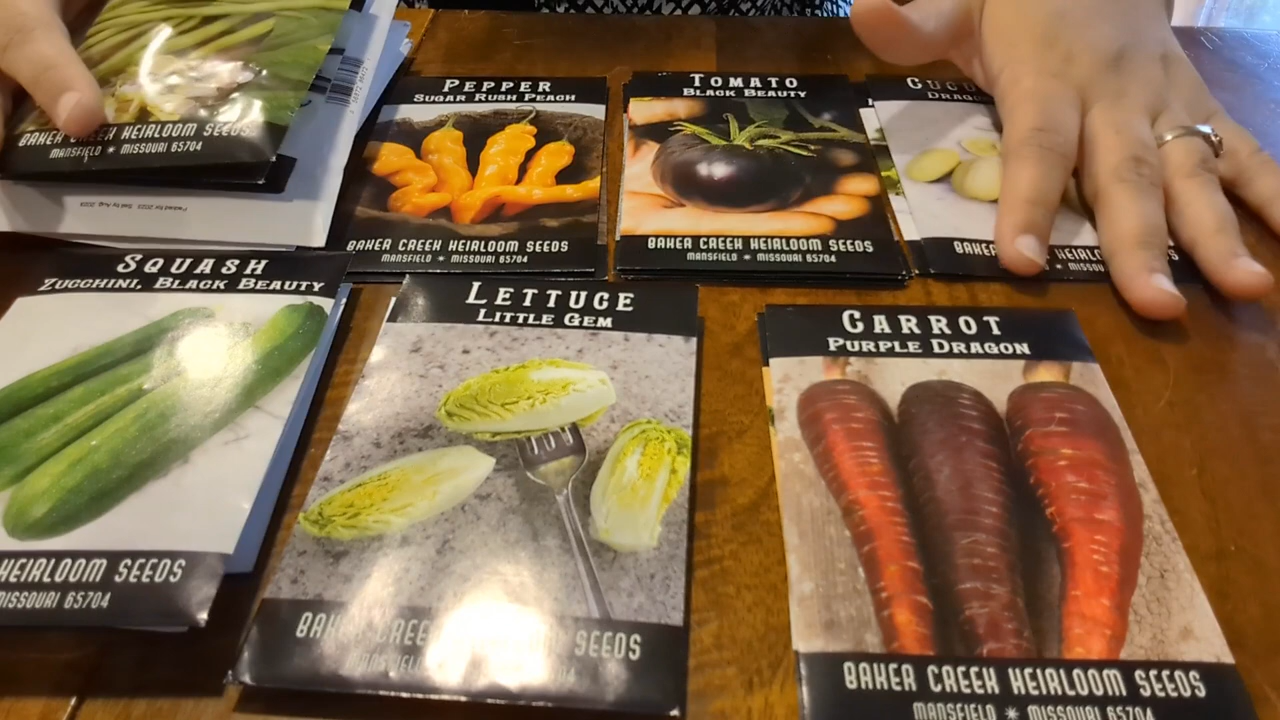 BAKER CREEK HEIRLOOM SEEDS
MANSFIELD * MISSOURI 65704
PEPPER
SUGAR RUSH PEACH
BAKER CREEK HEIRLOOM SEEDS
MANSFIELD * MISSOURI 65704
TOMATO
BLACK BEAUTY
BAKER CREEK HEIRLOOM SEEDS
MANSFIELD * MISSOURI 65704
SQUASH
ZUCCHINI, BLACK BEAUTY
HEIRLOOM SEEDS
MISSOURI 65704
LETTUCE
LITTLE GEM
SEEDS
CARROT
PURPLE DRAGON
BAKER CREEK HEIRLOOM SEEDS
MANSFIELD * MISSOURI 65704